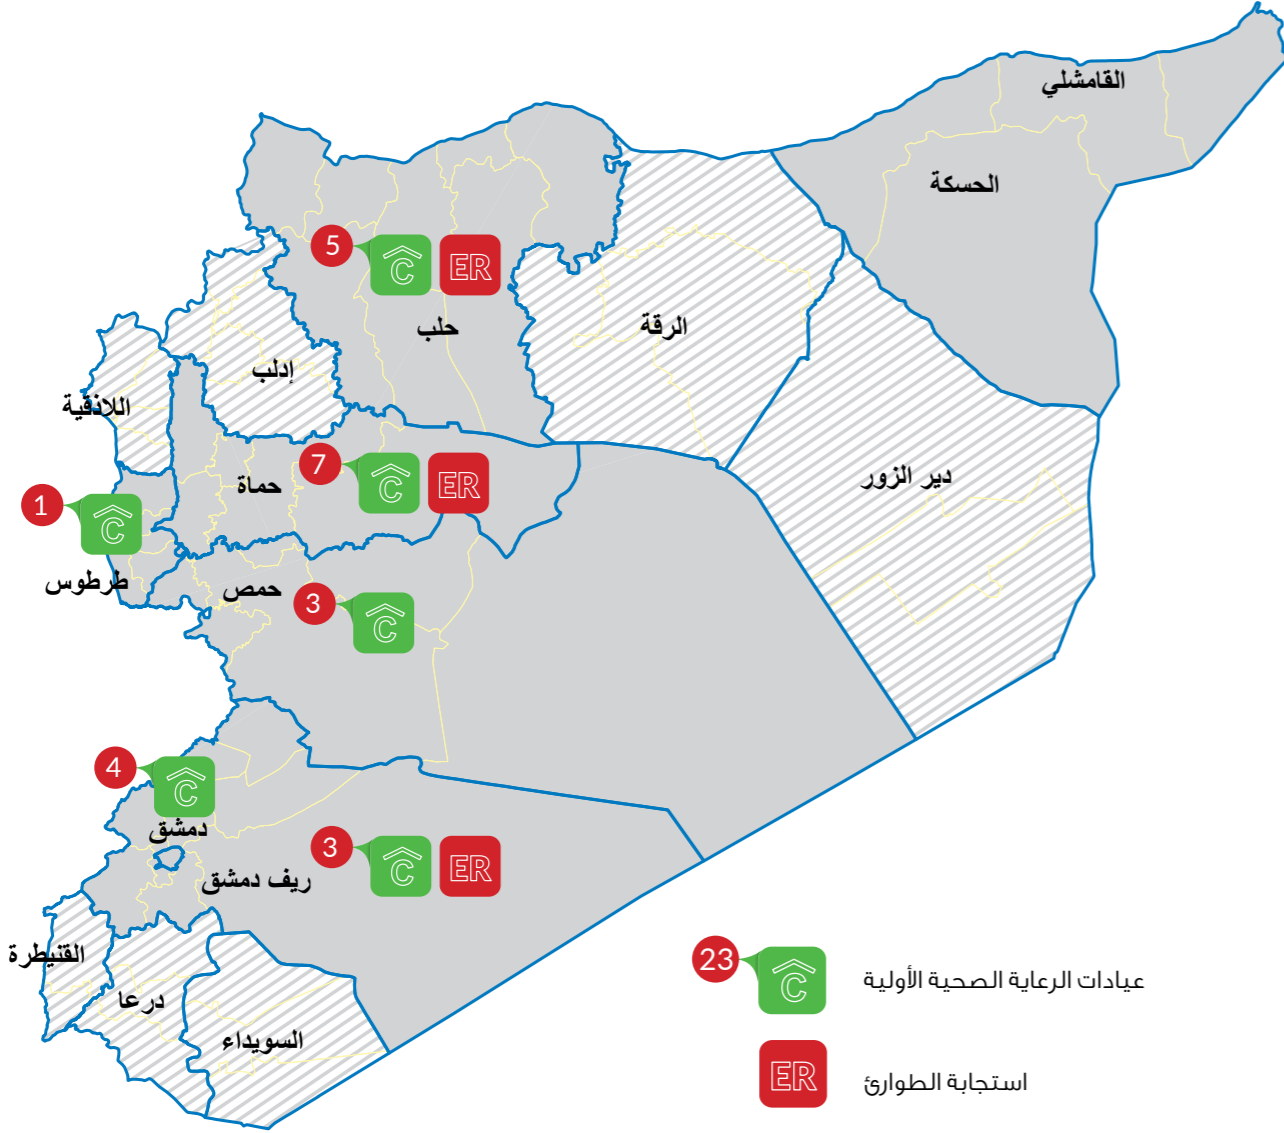 القامشلي
الحسكة
5
C
ER
حلب
الرقة
إدلب
اللاذقية
7
C
ER
حماة
دير الزور
1
C
طرطوس
حمص
3
C
4
C
دمشق
3
C
ER
ريف دمشق
القنيطرة
درعا
السويداء
23
C
عيادات الرعاية الصحية الأولية
ER
استجابة الطوارئ